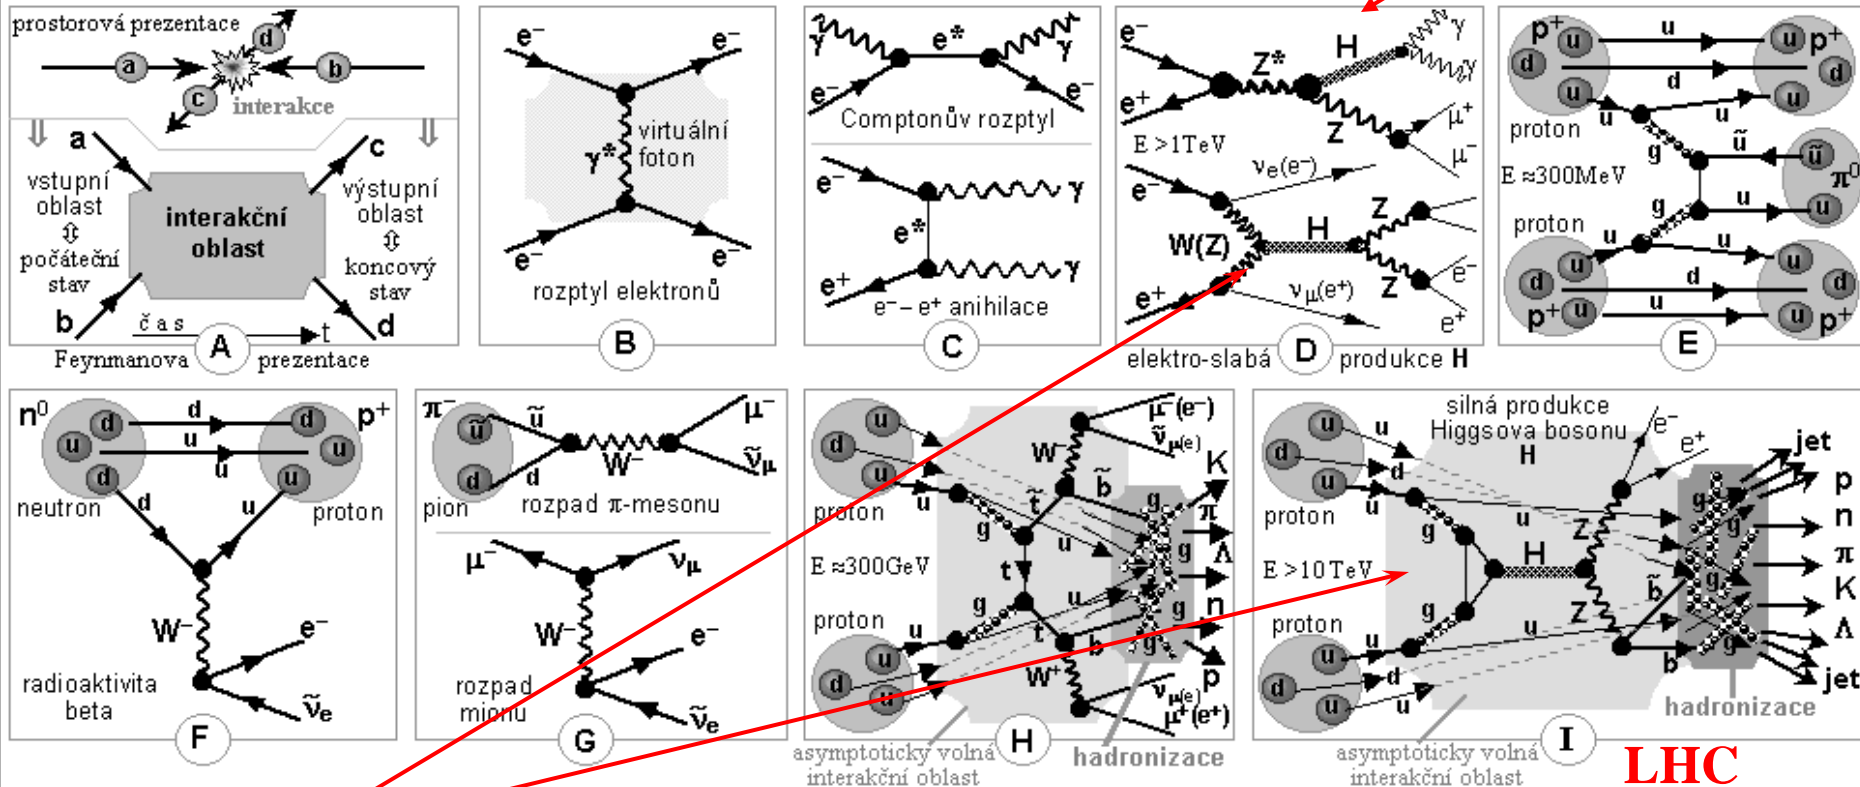 prostorová prezentace
a
b
c
d
interakce
a
c
vstupní
oblast
⇕
počáteční
stav
interakční
oblast
výstupní
oblast
⇕
koncový
stav
b
čas
t
d
Feynmanova A prezentace
e⁻
e⁻
γ*
virtuální
foton
e⁻
e⁻
rozptyl elektronů
B
γ
e*
γ
e⁻
e⁻
Comptonův rozptyl
e⁻
γ
e*
e⁺
γ
e⁻– e⁺ anihilace
C
e⁻
Z*
H
γ
γ
e⁺
Z
μ⁺
μ⁻
E >1TeV
νe(e⁻)
e⁻
W(Z)
H
Z
Z
e⁻
e⁺
νμ(e⁺)
e⁺
elektro-slabá D produkce H
p⁺
u
d
u
u
d
u
u
d
u
p⁺
proton
u
u
g
ũ
ũ
E ≈300MeV
π⁰
g
u
u
proton
u
u
u
d
d
d
p⁺
u
u
u
p⁺
E
n⁰
d
d
d
p⁺
u
u
u
d
u
u
neutron
d
u
proton
W⁻
e⁻
radioaktivita
beta
ν̃e
F
π⁻
ũ
ũ
μ⁻
d
d
W⁻
ν̃μ
pion
rozpad π-mesonu
μ⁻
νμ
W⁻
e⁻
rozpad
mionu
ν̃e
G
u
d
u
u
proton
g
t̃
W⁻
μ⁻(e⁻)
ν̃μ(e)
b̃
K
π
Λ
n
p
E ≈300GeV
t
u
g
g
g
g
proton
u
g
t
b
u
d
u
W⁺
νμ(e)
μ⁺(e⁺)
asymptoticky volná
interakční oblast
H
hadronizace
silná produkce
Higgsova bosonu
H
e⁻
e⁺
u
d
u
u
d
u
proton
g
u
Z
H
E >10TeV
g
Z
b̃
b
g
g
g
g
jet
p
n
π
K
Λ
jet
proton
u
d
u
u
d
u
u
hadronizace
asymptoticky volná
interakční oblast
I
LHC